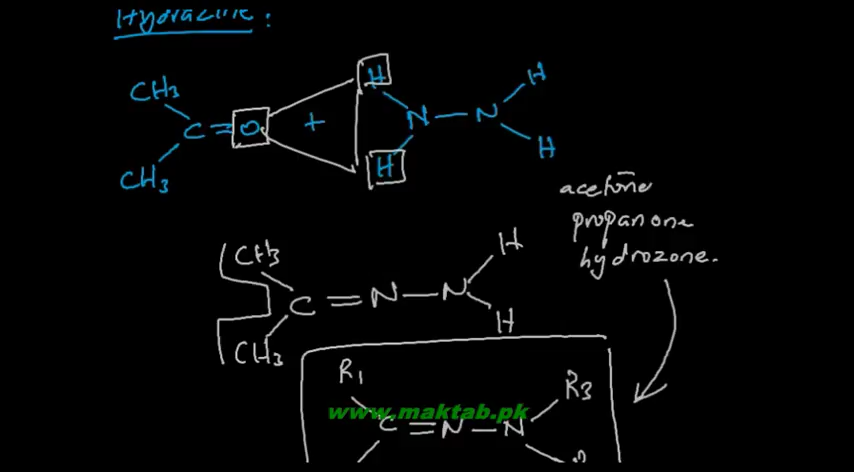 Hydrazine:
CH3
C=O + H
H
N—N
H
H
CH3
acetone
propanone
hydrozone.
CH3
C=N—N
H
H
CH3
R1
R3
www.maktab.pk
C=N—N